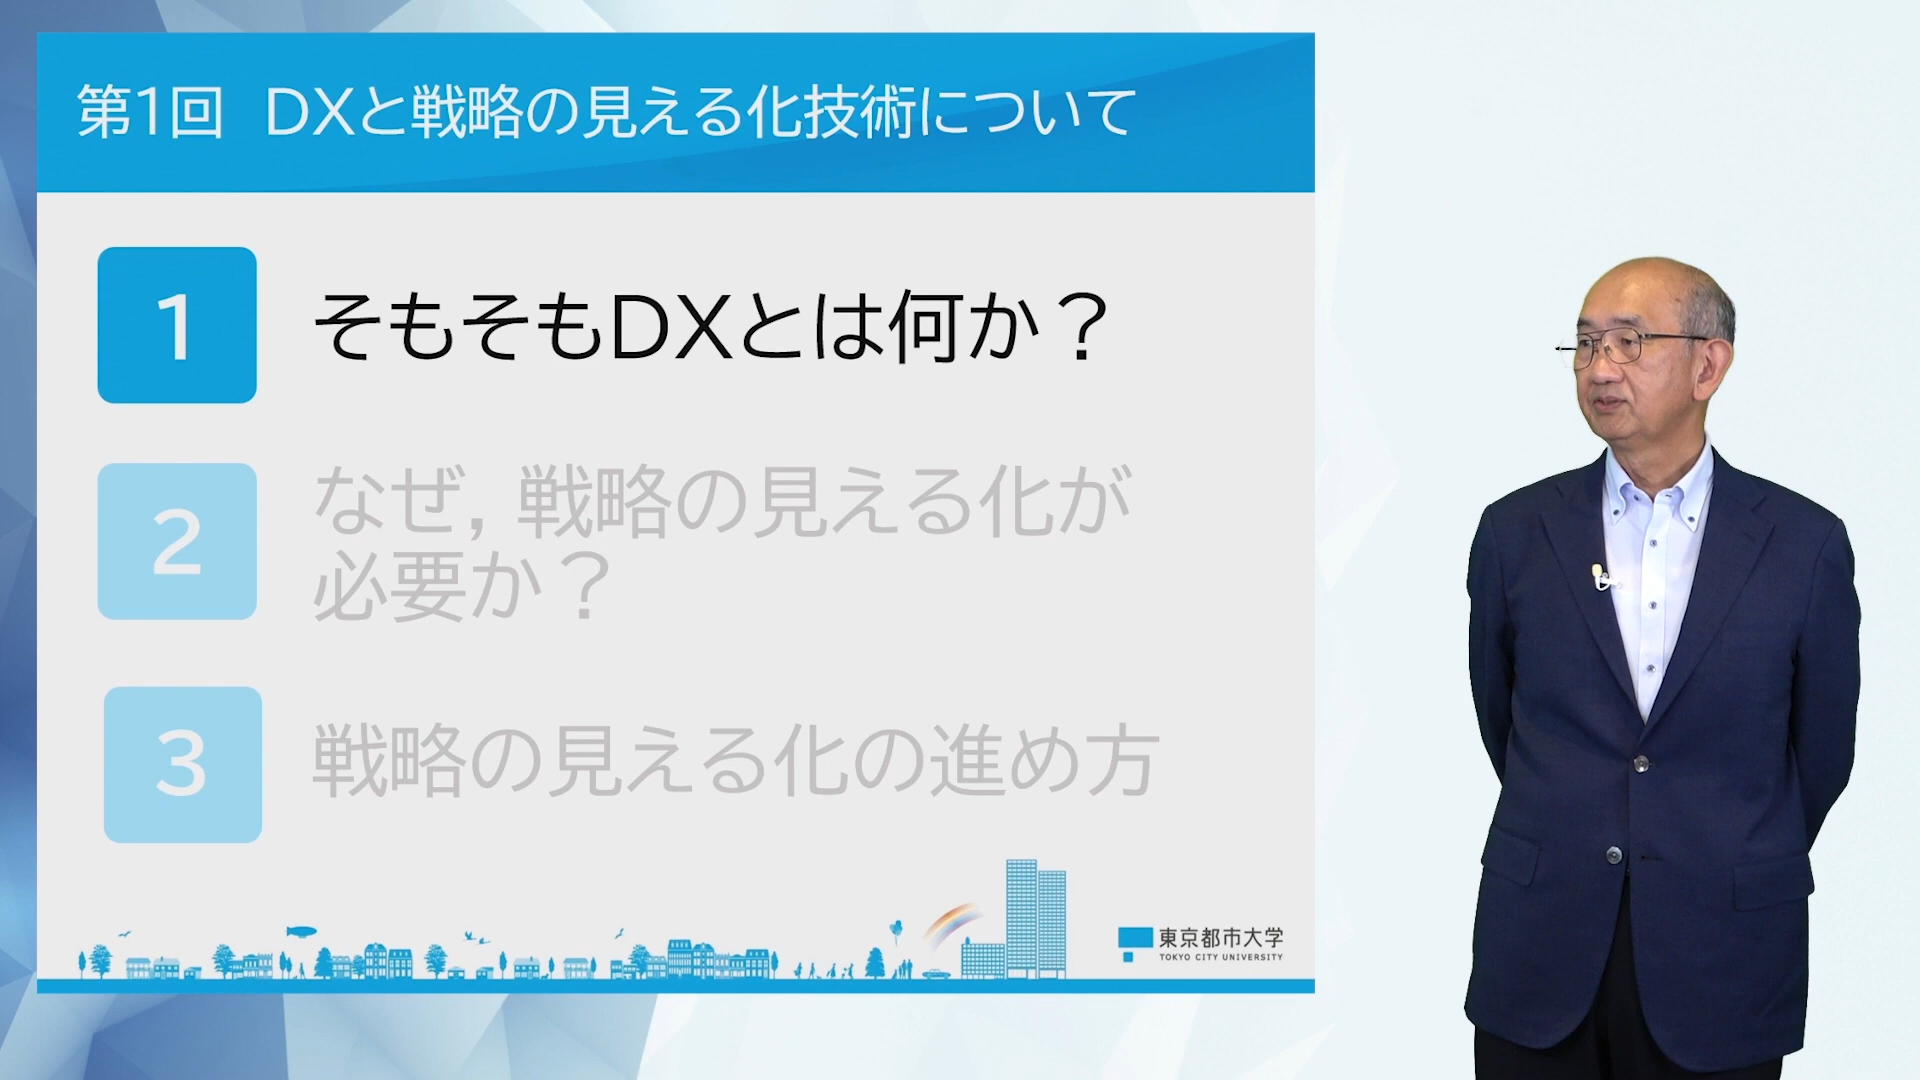 第1回 DXと戦略の見える化技術について
1
そもそもDXとは何か？
2
なぜ，戦略の見える化が
必要か？
3
戦略の見える化の進め方
東京都市大学
TOKYO CITY UNIVERSITY